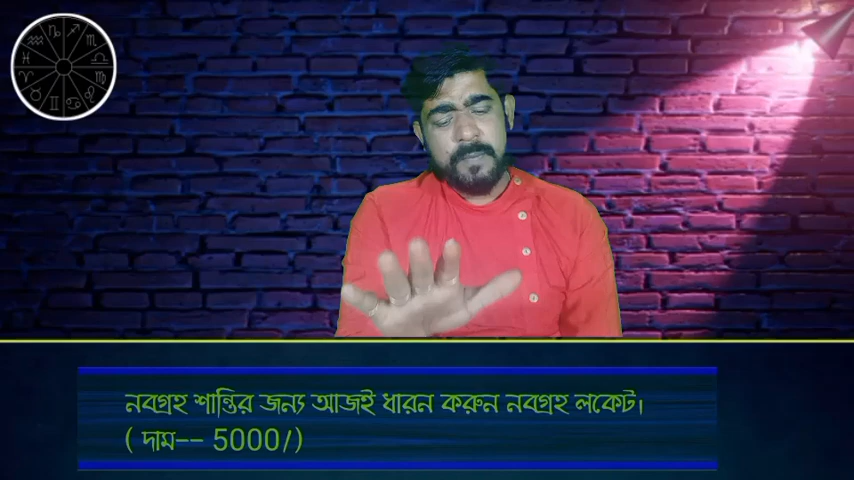 নবগ্রহ শান্তির জন্য আজই ধারন করুন নবগ্রহ লকেট।
( দাম-- 5000/)